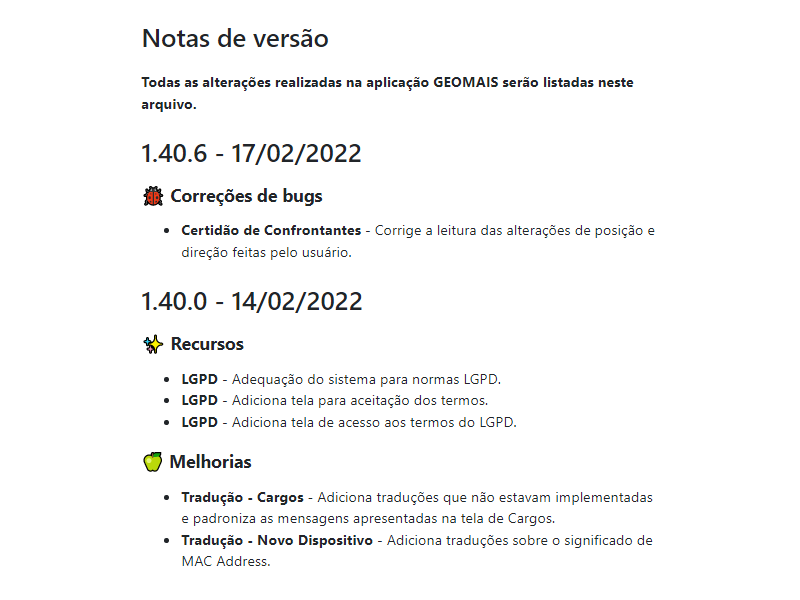 Notas de versão
Todas as alterações realizadas na aplicação GEOMAIS serão listadas neste
arquivo.
1.40.6 - 17/02/2022
Correções de bugs
Certidão de Confrontantes - Corrige a leitura das alterações de posição e
direção feitas pelo usuário.
1.40.0 - 14/02/2022
Recursos
LGPD - Adequação do sistema para normas LGPD.
LGPD - Adiciona tela para aceitação dos termos.
LGPD - Adiciona tela de acesso aos termos do LGPD.
Melhorias
Tradução - Cargos - Adiciona traduções que não estavam implementadas
e padroniza as mensagens apresentadas na tela de Cargos.
Tradução - Novo Dispositivo - Adiciona traduções sobre o significado de
MAC Address.